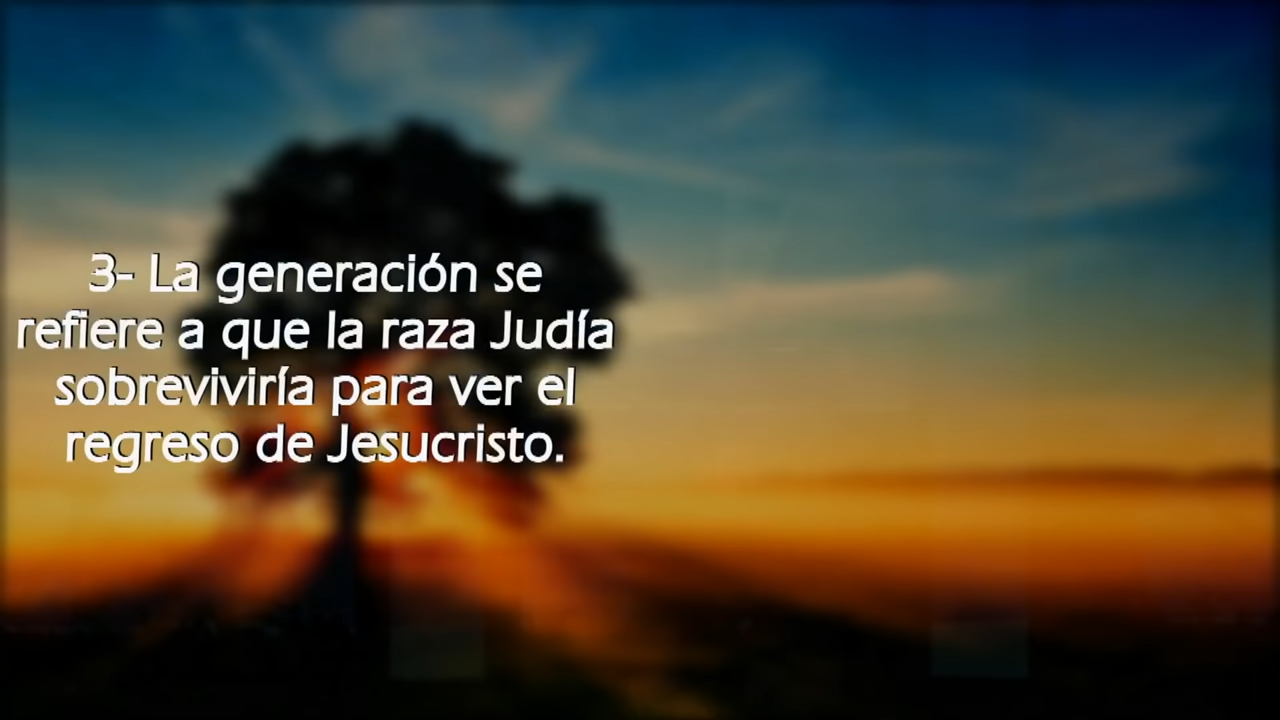 3- La generación se
refiere a que la raza Judía
sobreviviría para ver el
regreso de Jesucristo.